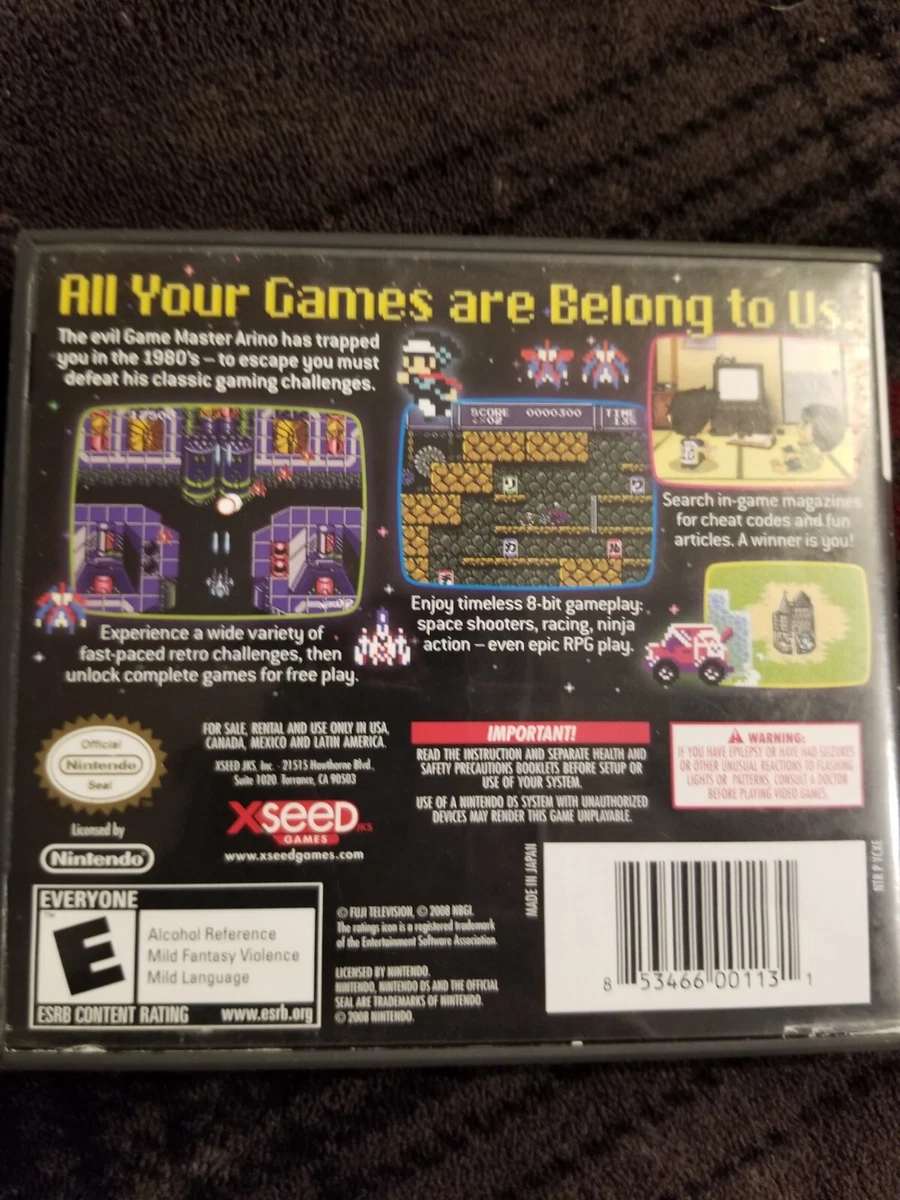 All Your Games are Belong to Us.
The evil Game Master Arino has trapped
you in the 1980's – to escape you must
defeat his classic gaming challenges.
12500
SCORE 0000300 TIME
×02 135
Search in-game magazines
for cheat codes and fun
articles. A winner is you!
Experience a wide variety of
fast-paced retro challenges, then
unlock complete games for free play.
Enjoy timeless 8-bit gameplay:
space shooters, racing, ninja
action – even epic RPG play.
Official
Nintendo
Seal
Licensed by
Nintendo
FOR SALE, RENTAL AND USE ONLY IN USA,
CANADA, MEXICO AND LATIN AMERICA.
XSEED JKS, Inc. · 21515 Hawthorne Blvd.,
Suite 1020, Torrance, CA 90503
XSEED JKS
GAMES
www.xseedgames.com
IMPORTANT!
READ THE INSTRUCTION AND SEPARATE HEALTH AND
SAFETY PRECAUTIONS BOOKLETS BEFORE SETUP OR
USE OF YOUR SYSTEM.
USE OF A NINTENDO DS SYSTEM WITH UNAUTHORIZED
DEVICES MAY RENDER THIS GAME UNPLAYABLE.
WARNING:
IF YOU HAVE EPILEPSY OR HAVE HAD SEIZURES
OR OTHER UNUSUAL REACTIONS TO FLASHING
LIGHTS OR PATTERNS, CONSULT A DOCTOR
BEFORE PLAYING VIDEO GAMES.
EVERYONE
E
Alcohol Reference
Mild Fantasy Violence
Mild Language
ESRB CONTENT RATING www.esrb.org
© FUJI TELEVISION, © 2008 NBGI.
The ratings icon is a registered trademark
of the Entertainment Software Association.
LICENSED BY NINTENDO.
NINTENDO, NINTENDO DS AND THE OFFICIAL
SEAL ARE TRADEMARKS OF NINTENDO.
© 2008 NINTENDO.
MADE IN JAPAN
8 53466 00113 1
NTR P YCXE